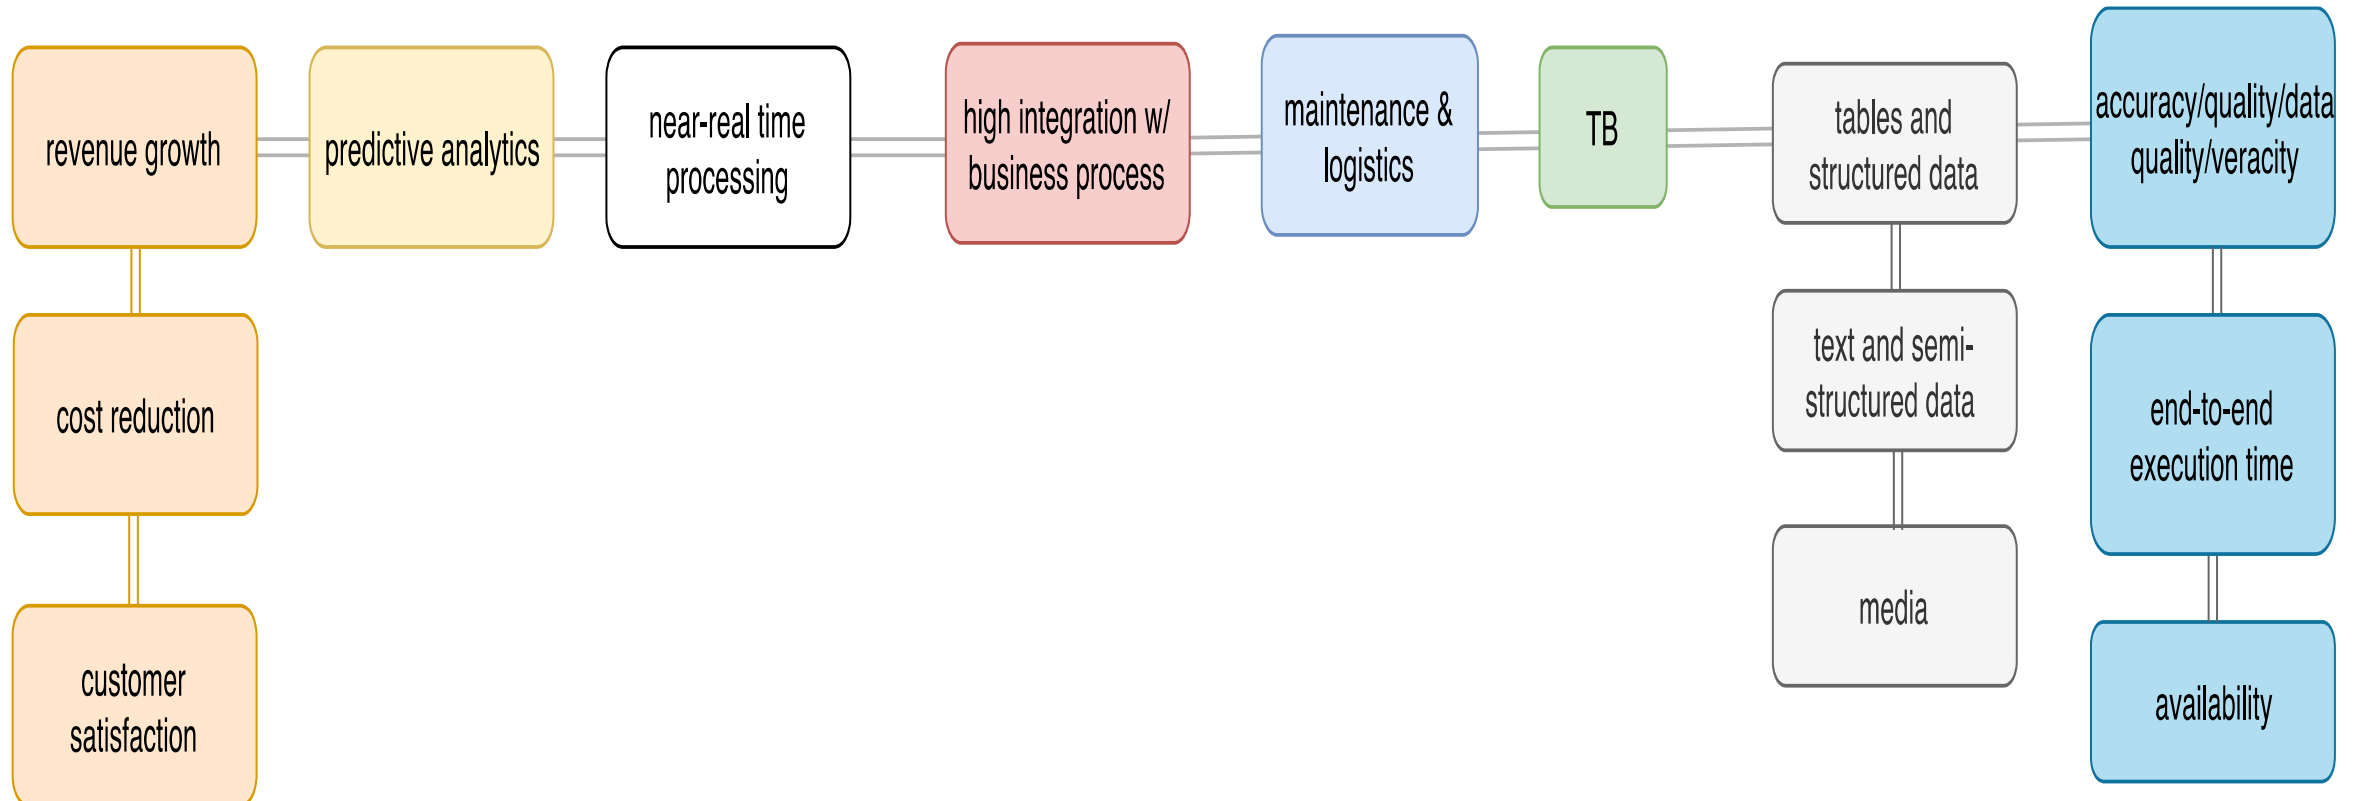 revenue growth
predictive analytics
near-real time
processing
high integration w/
business process
maintenance &
logistics
TB
tables and
structured data
accuracy/quality/data
quality/veracity
cost reduction
text and semi-
structured data
end-to-end
execution time
customer
satisfaction
media
availability